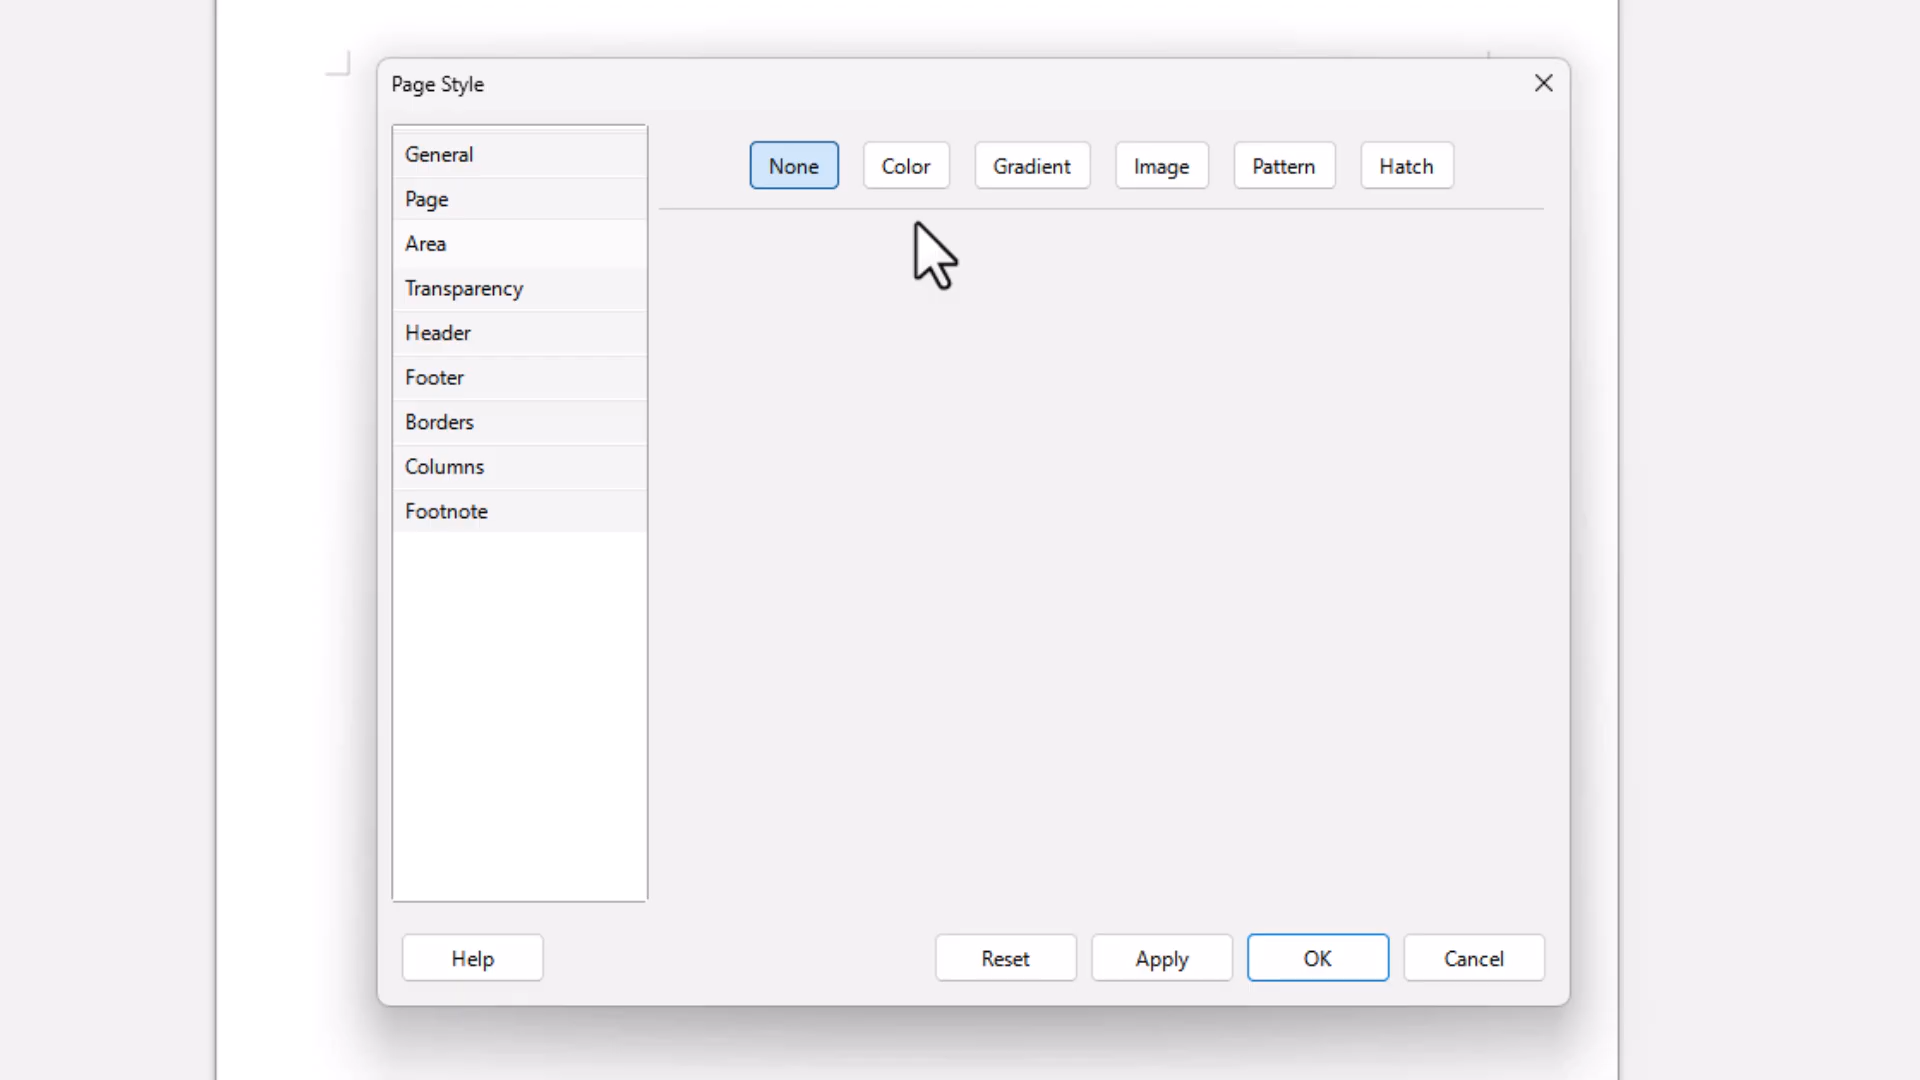 Page Style
General
Page
Area
Transparency
Header
Footer
Borders
Columns
Footnote
None Color Gradient Image Pattern Hatch
Help Reset Apply OK Cancel